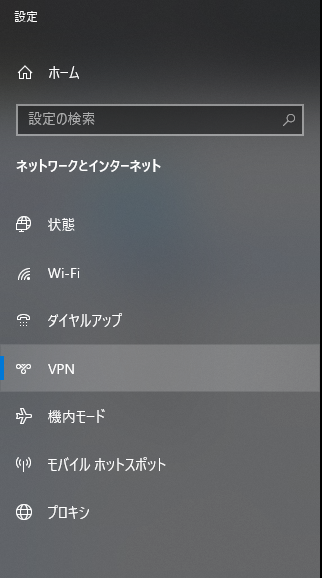 設定
ホーム
設定の検索
ネットワークとインターネット
状態
Wi-Fi
ダイヤルアップ
VPN
機内モード
モバイル ホットスポット
プロキシ